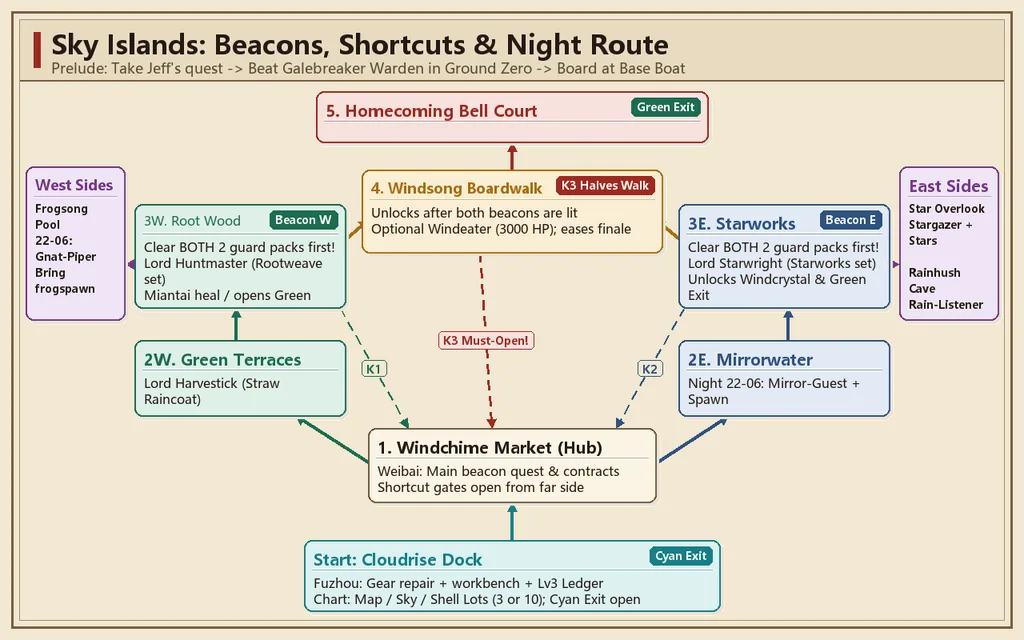 Sky Islands: Beacons, Shortcuts & Night Route
Prelude: Take Jeff's quest -> Beat Galebreaker Warden in Ground Zero -> Board at Base Boat
5. Homecoming Bell Court
Green Exit
4. Windsong Boardwalk
K3 Halves Walk
Unlocks after both beacons are lit
Optional Windeater (3000 HP); eases finale
West Sides
Frogsong
Pool
22-06:
Gnat-Piper
Bring
frogspawn
3W. Root Wood
Beacon W
Clear BOTH 2 guard packs first!
Lord Huntmaster (Rootweave
set)
Miantai heal / opens Green
3E. Starworks
Beacon E
Clear BOTH 2 guard packs first!
Lord Starwright (Starworks set)
Unlocks Windcrystal & Green
Exit
East Sides
Star Overlook
Stargazer +
Stars
Rainhush
Cave
Rain-Listener
K3 Must-Open!
K1
K2
2W. Green Terraces
Lord Harvestick (Straw
Raincoat)
2E. Mirrorwater
Night 22-06: Mirror-Guest +
Spawn
1. Windchime Market (Hub)
Weibai: Main beacon quest & contracts
Shortcut gates open from far side
Start: Cloudrise Dock
Cyan Exit
Fuzhou: Gear repair + workbench + Lv3 Ledger
Chart: Map / Sky / Shell Lots (3 or 10); Cyan Exit open